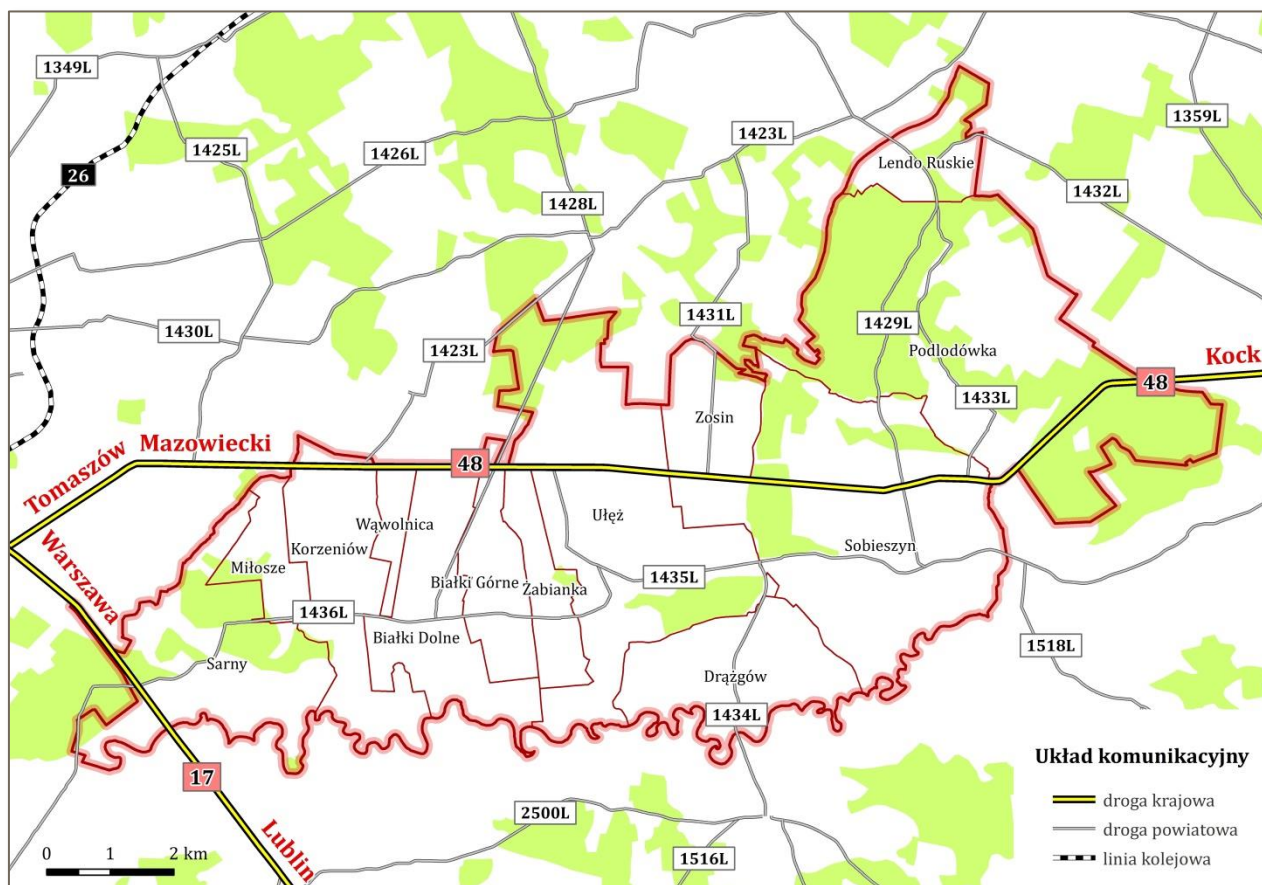 1349L
1425L
1426L
26
1428L
1423L
1359L
Lendo Ruskie
1432L
1430L
1423L
1431L
1429L
Podlodówka
Kock
48
1433L
Zosin
Tomaszów Mazowiecki
48
Warszawa
Wąwolnica
Ułęż
Korzeniów
Sobieszyn
Miłosze
Białki Górne
Żabianka
1435L
1436L
Białki Dolne
1518L
Sarny
Drążgów
1434L
17
Lublin
2500L
1516L
0 1 2 km
Układ komunikacyjny
droga krajowa
droga powiatowa
linia kolejowa